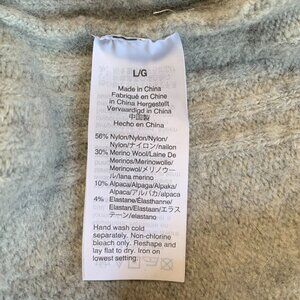 L/G
Made in China
Fabriqué en Chine
in China Hergestellt
Vervaardigd in China
中国製
Hecho en China
56% Nylon/Nylon/Nylon/
Nylon/ナイロン/nailon
30% Merino Wool/Laine De
Merinos/Merinowolle/
Merinowol/メリノウー
ル/lana merino
10% Alpaca/Alpaga/Alpaka/
Alpaca/アルパカ/alpaca
4% Elastane/Élasthanne/
Elastan/Elastaan/エラス
テーン/elastano
Hand wash cold
separately. Non-chlorine
bleach only. Reshape and
lay flat to dry. Iron on
lowest setting.